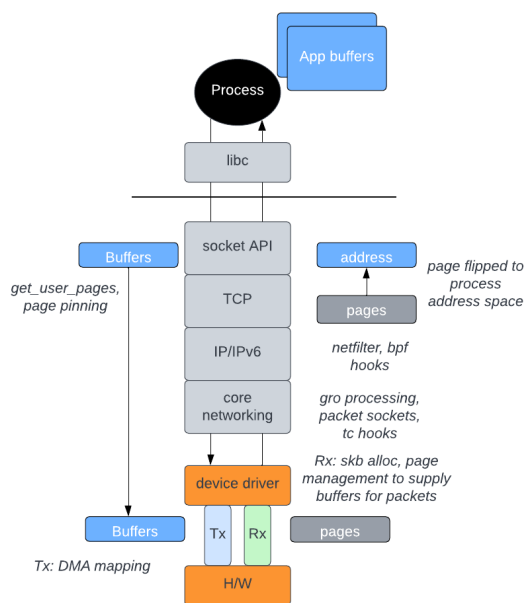 App buffers
Process
libc
socket API
Buffers
address
get_user_pages,
page pinning
page flipped to
process
address space
TCP
pages
IP/IPv6
netfilter, bpf
hooks
core
networking
gro processing,
packet sockets,
tc hooks
Rx: skb alloc, page
management to supply
buffers for packets
device driver
Buffers
Tx
Rx
pages
Tx: DMA mapping
H/W